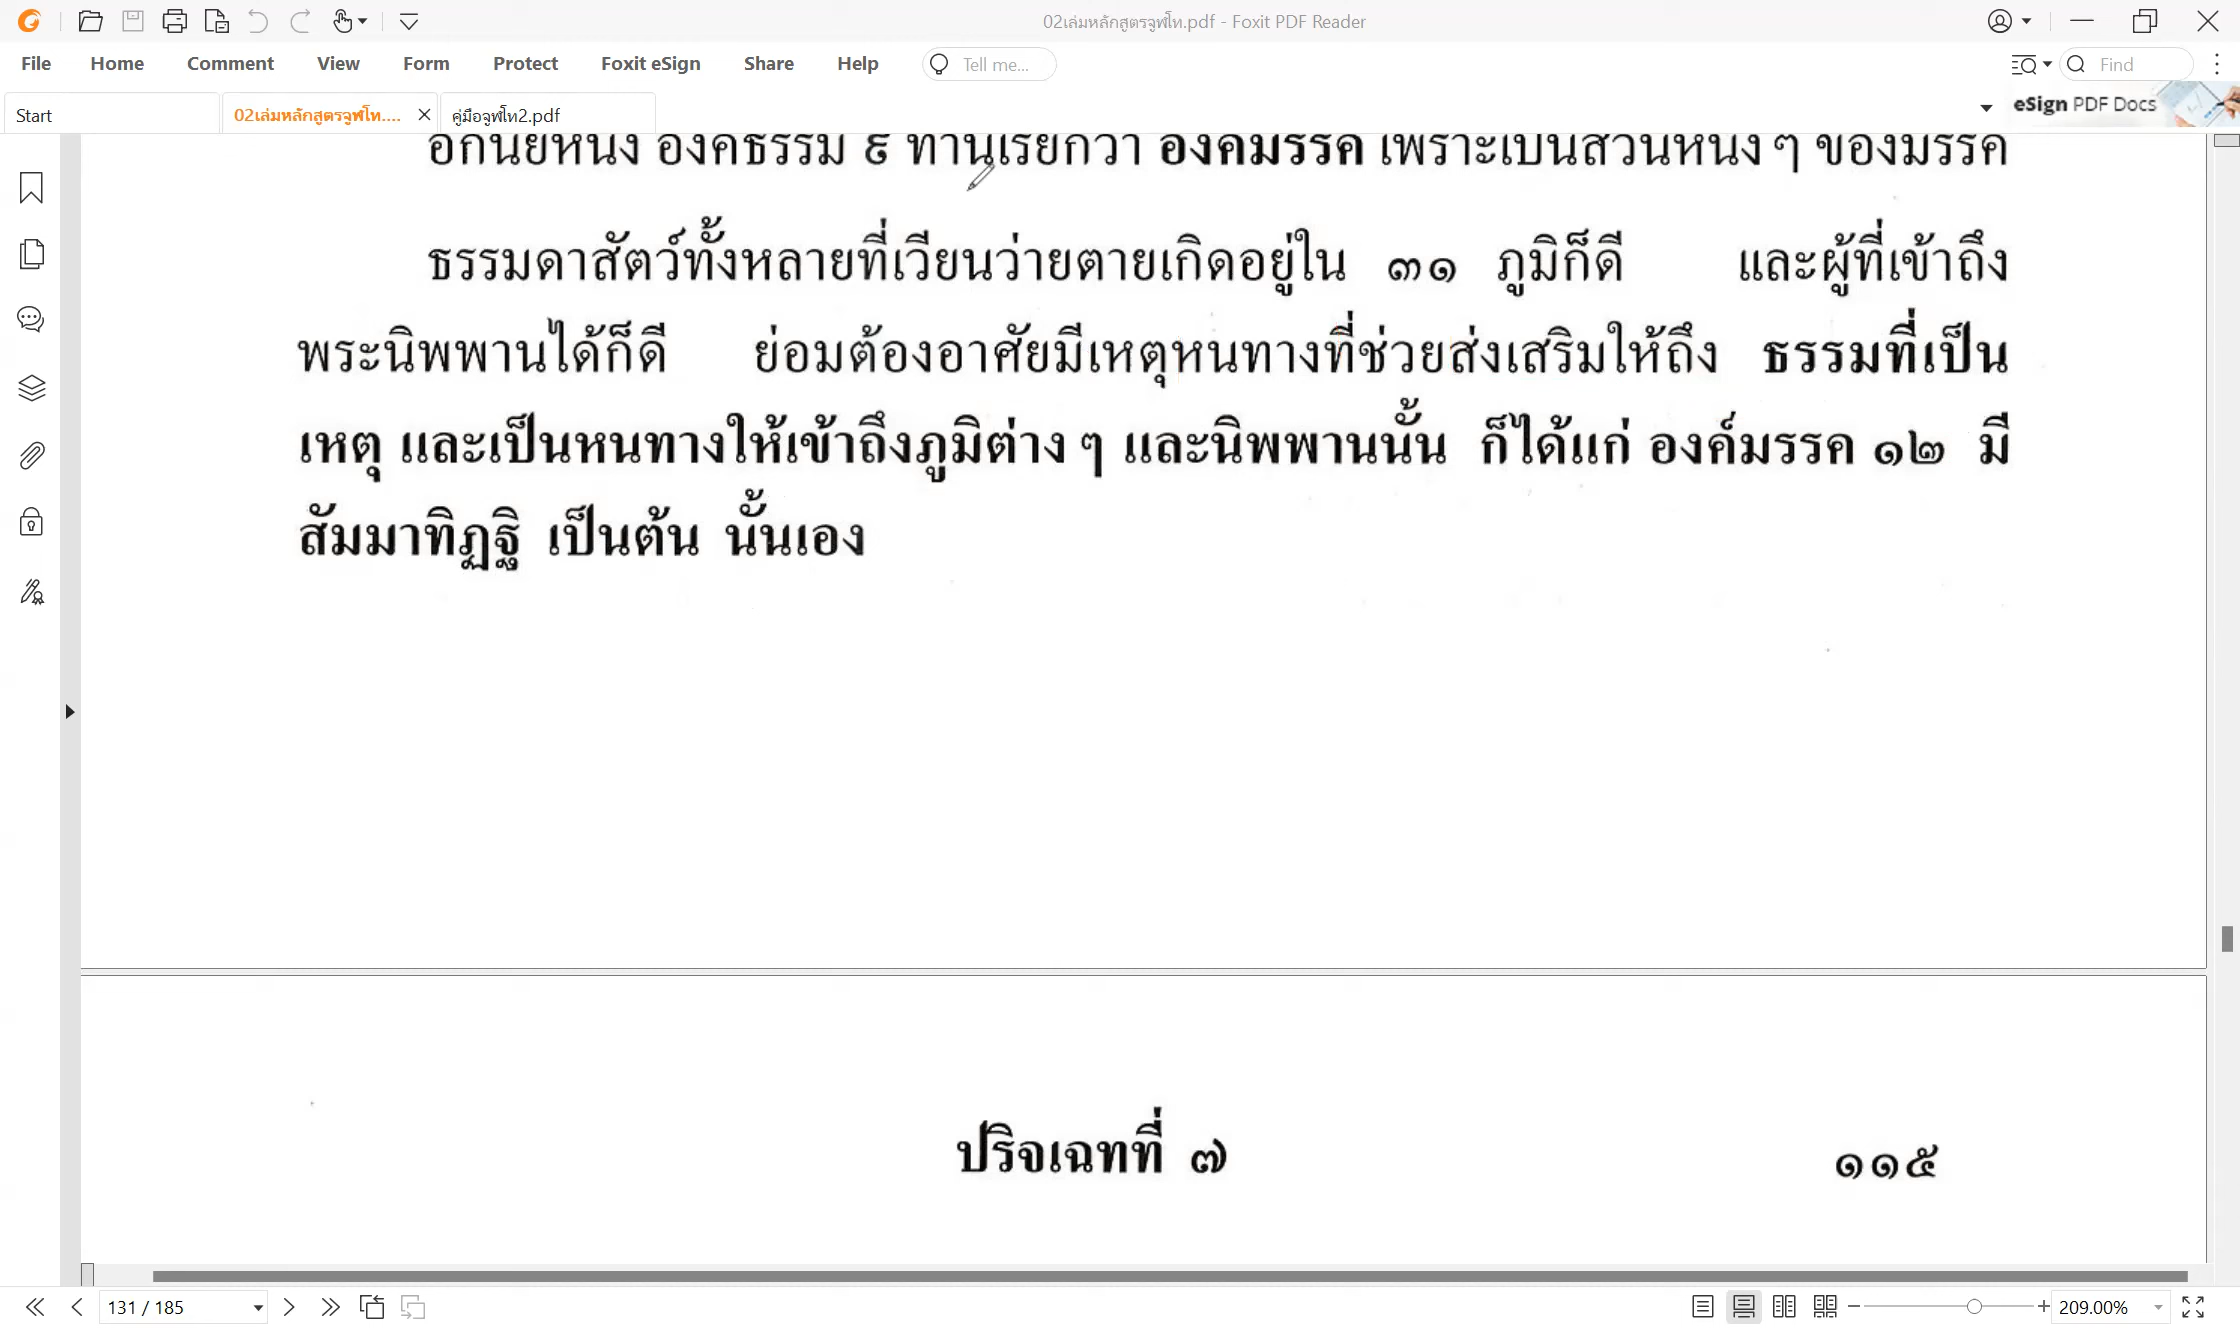 02เล่มหลักสูตรจูฬโท.pdf - Foxit PDF Reader
File Home Comment View Form Protect Foxit eSign Share Help Tell me... Find
Start 02เล่มหลักสูตรจูฬโท.... คู่มือจูฬโท2.pdf eSign PDF Docs
อีกนัยหนึ่ง องค์ธรรม ๙ ท่านเรียกว่า องค์มรรค เพราะเป็นส่วนหนึ่ง ๆ ของมรรค
ธรรมดาสัตว์ทั้งหลายที่เวียนว่ายตายเกิดอยู่ใน ๓๑ ภูมิก็ดี และผู้ที่เข้าถึง
พระนิพพานได้ก็ดี ย่อมต้องอาศัยมีเหตุหนทางที่ช่วยส่งเสริมให้ถึง ธรรมที่เป็น
เหตุ และเป็นหนทางให้เข้าถึงภูมิต่าง ๆ และนิพพานนั้น ก็ได้แก่ องค์มรรค ๑๒ มี
สัมมาทิฏฐิ เป็นต้น นั้นเอง
ปริจเฉทที่ ๗ ๑๑๕
131 / 185 209.00%